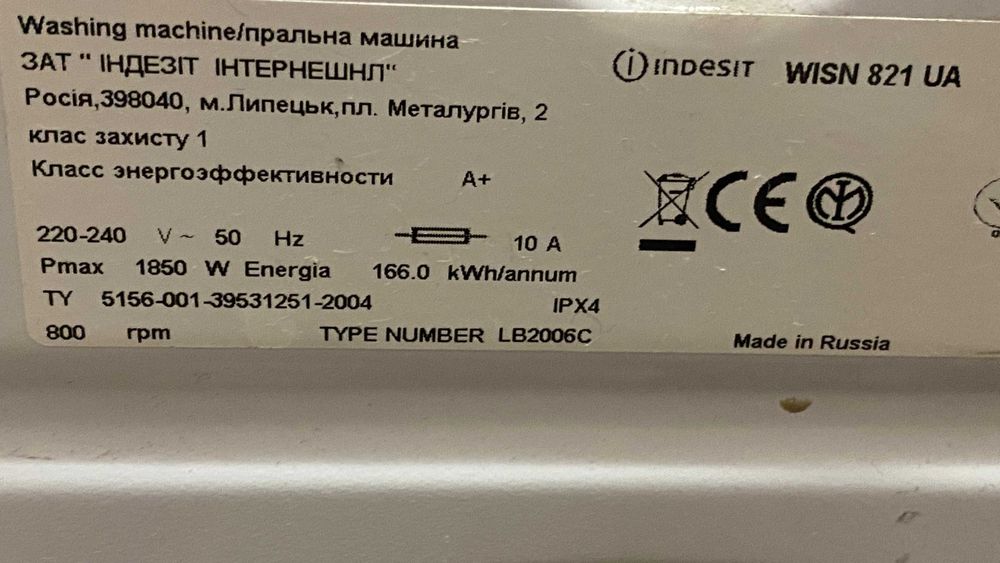 Washing machine/пральна машина
ЗАТ " ІНДЕЗІТ ІНТЕРНЕШНЛ"
Росія,398040, м.Липецьк,пл. Металургів, 2
клас захисту 1
Класс энергоэффективности A+
220-240 V ~ 50 Hz 10 A
Pmax 1850 W Energia 166.0 kWh/annum
ТУ 5156-001-39531251-2004 IPX4
800 rpm TYPE NUMBER LB2006C
indesit WISN 821 UA
CE
Made in Russia